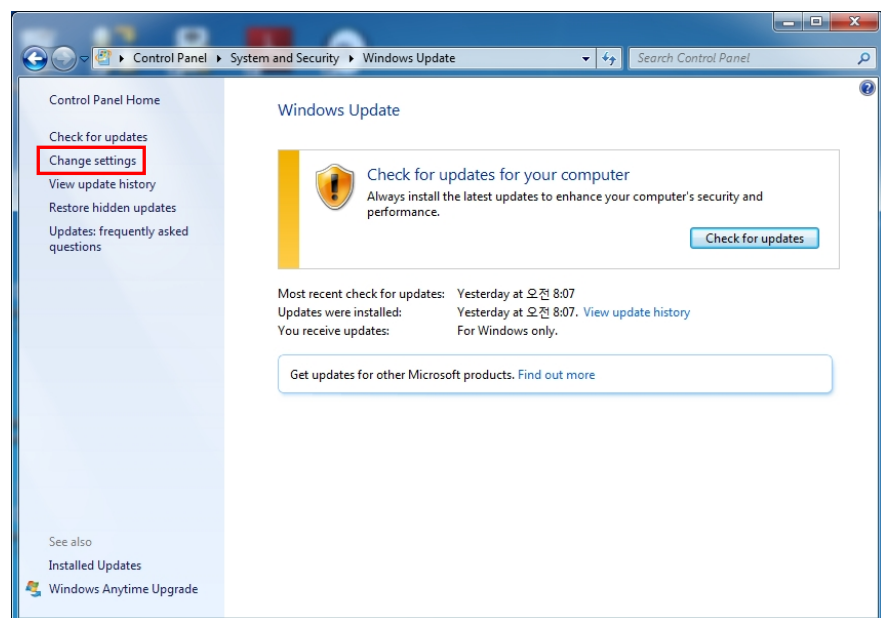 Control Panel ▸ System and Security ▸ Windows Update
Search Control Panel
Control Panel Home
Check for updates
Change settings
View update history
Restore hidden updates
Updates: frequently asked
questions
See also
Installed Updates
Windows Anytime Upgrade
Windows Update
Check for updates for your computer
Always install the latest updates to enhance your computer's security and
performance.
Check for updates
Most recent check for updates: Yesterday at 오전 8:07
Updates were installed: Yesterday at 오전 8:07. View update history
You receive updates: For Windows only.
Get updates for other Microsoft products. Find out more